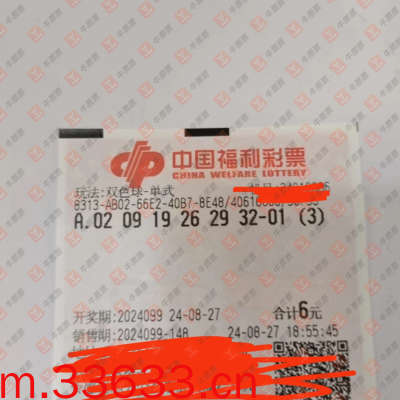 中国福利彩票
CHINA WELFARE LOTTERY
玩法:双色球-单式
8313-AB02-66E2-40B7-8E48/
A.02 09 19 26 29 32-01 (3)
开奖期:2024099 24-08-27 合计6元
销售期:2024099-148 24-08-27 18:55:45
m.33633.cn